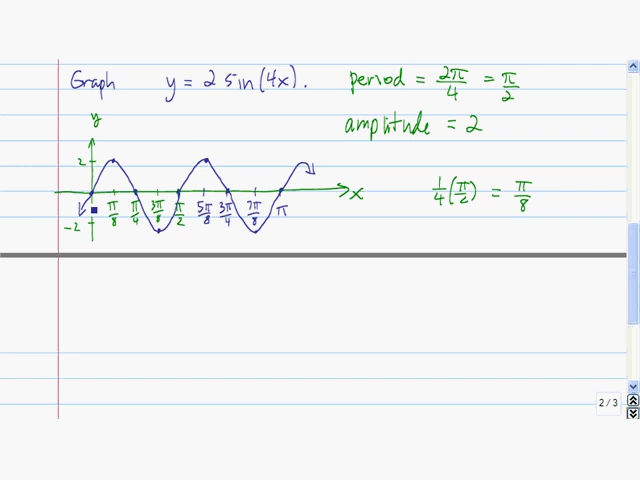 Graph y = 2 sin(4x). period = 2π/4 = π/2
amplitude = 2
y
2
x
1/4(π/2) = π/8
π/8 π/4 3π/8 π/2 5π/8 3π/4 7π/8 π
-2
2 / 3